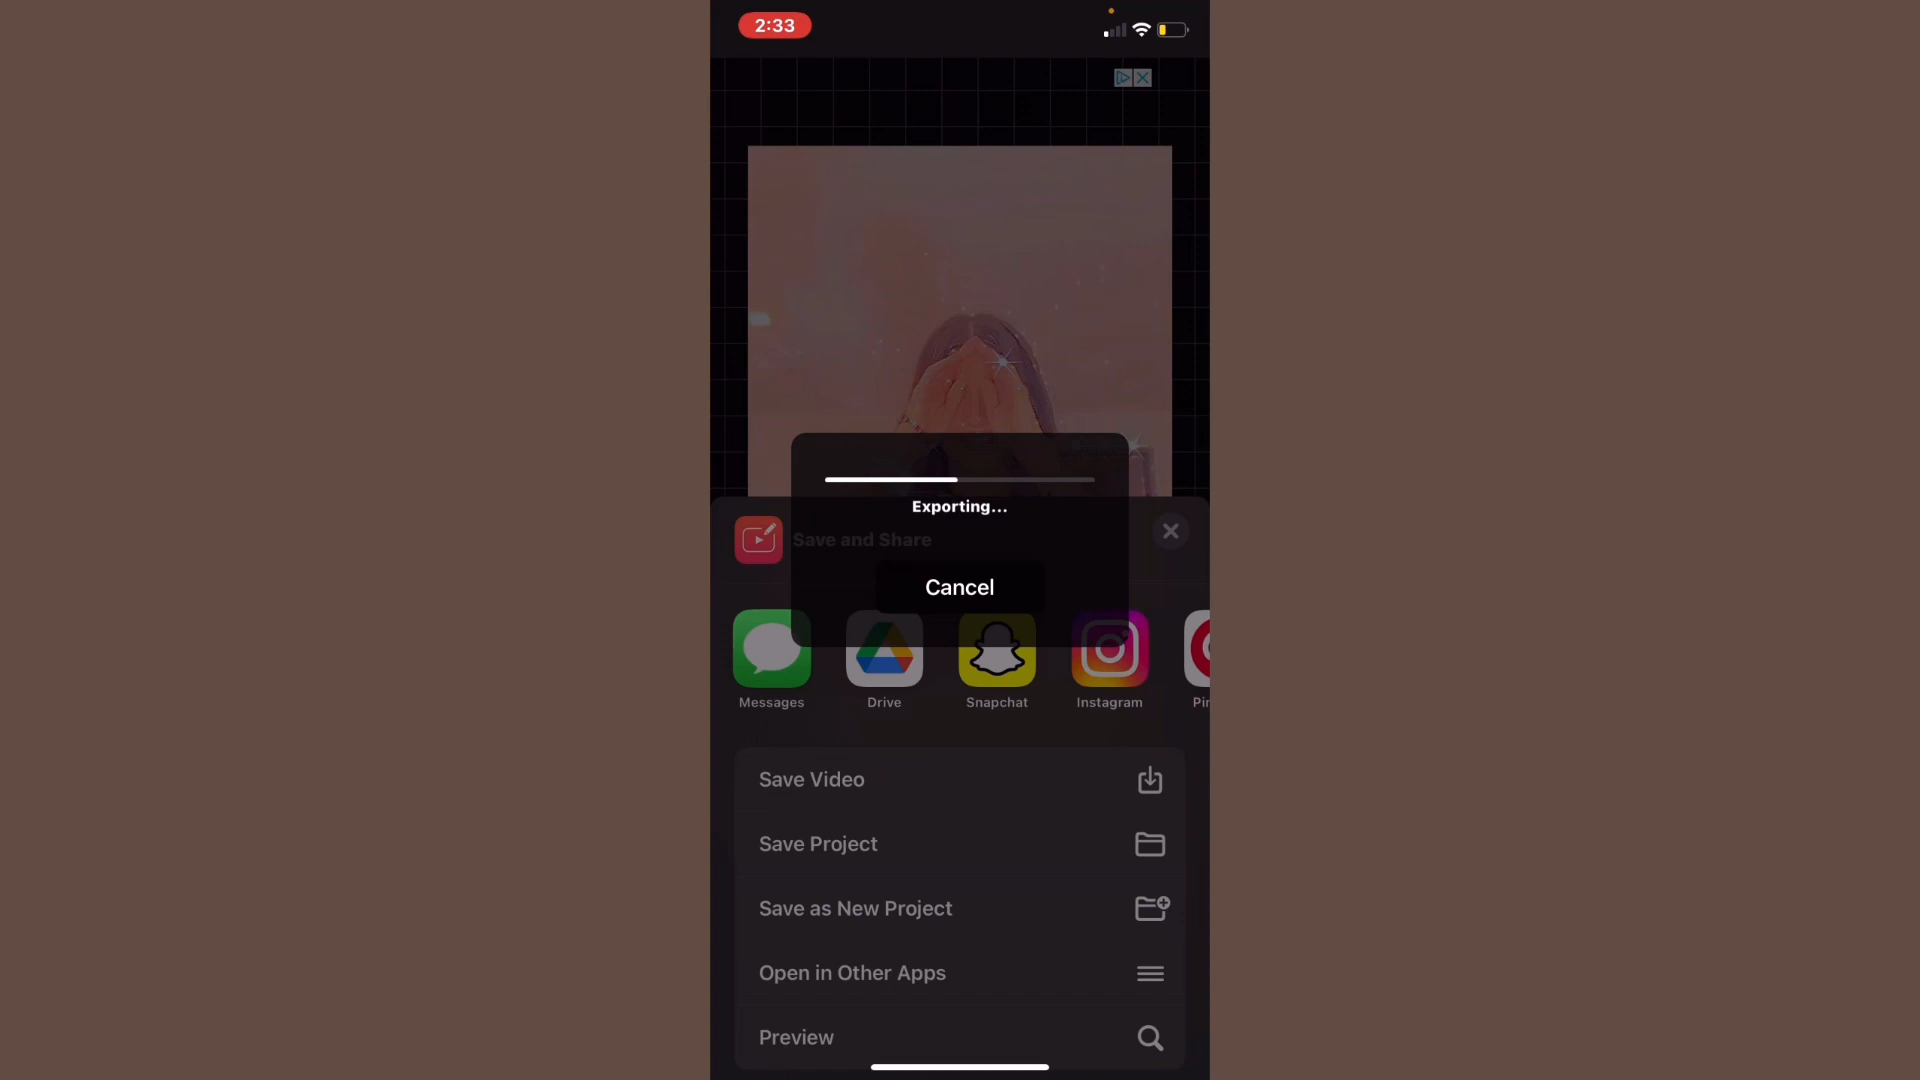 2:33
Exporting...
Save and Share
Cancel
Messages
Drive
Snapchat
Instagram
Pin
Save Video
Save Project
Save as New Project
Open in Other Apps
Preview